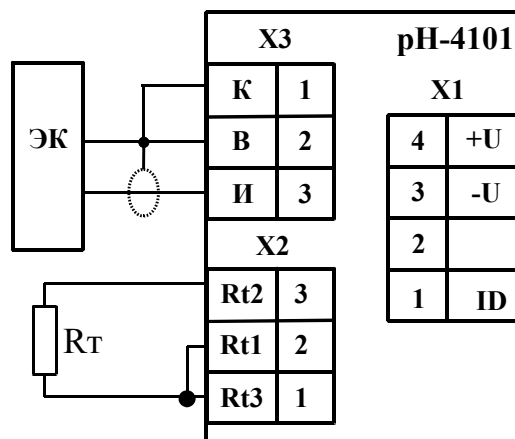 X3 pH-4101
К 1 X1
ЭК В 2 4 +U
И 3 3 -U
X2 2
Rt2 3 1 ID
Rт Rt1 2
Rt3 1